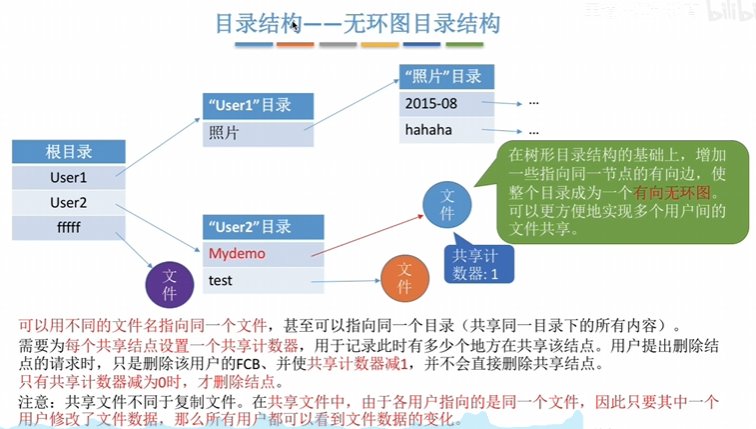 目录结构——无环图目录结构
bilibi
“照片”目录
2015-08
...
hahaha
...
“User1”目录
照片
根目录
User1
User2
fffff
在树形目录结构的基础上，增加
一些指向同一节点的有向边，使
整个目录成为一个有向无环图。
可以更方便地实现多个用户间的
文件共享。
文
件
“User2”目录
Mydemo
test
共享计
数器: 1
文
件
文
件
可以用不同的文件名指向同一个文件，甚至可以指向同一个目录（共享同一目录下的所有内容）。
需要为每个共享结点设置一个共享计数器，用于记录此时有多少个地方在共享该结点。用户提出删除结
点的请求时，只是删除该用户的FCB、并使共享计数器减1，并不会直接删除共享结点。
只有共享计数器减为0时，才删除结点。
注意：共享文件不同于复制文件。在共享文件中，由于各用户指向的是同一个文件，因此只要其中一个
用户修改了文件数据，那么所有用户都可以看到文件数据的变化。